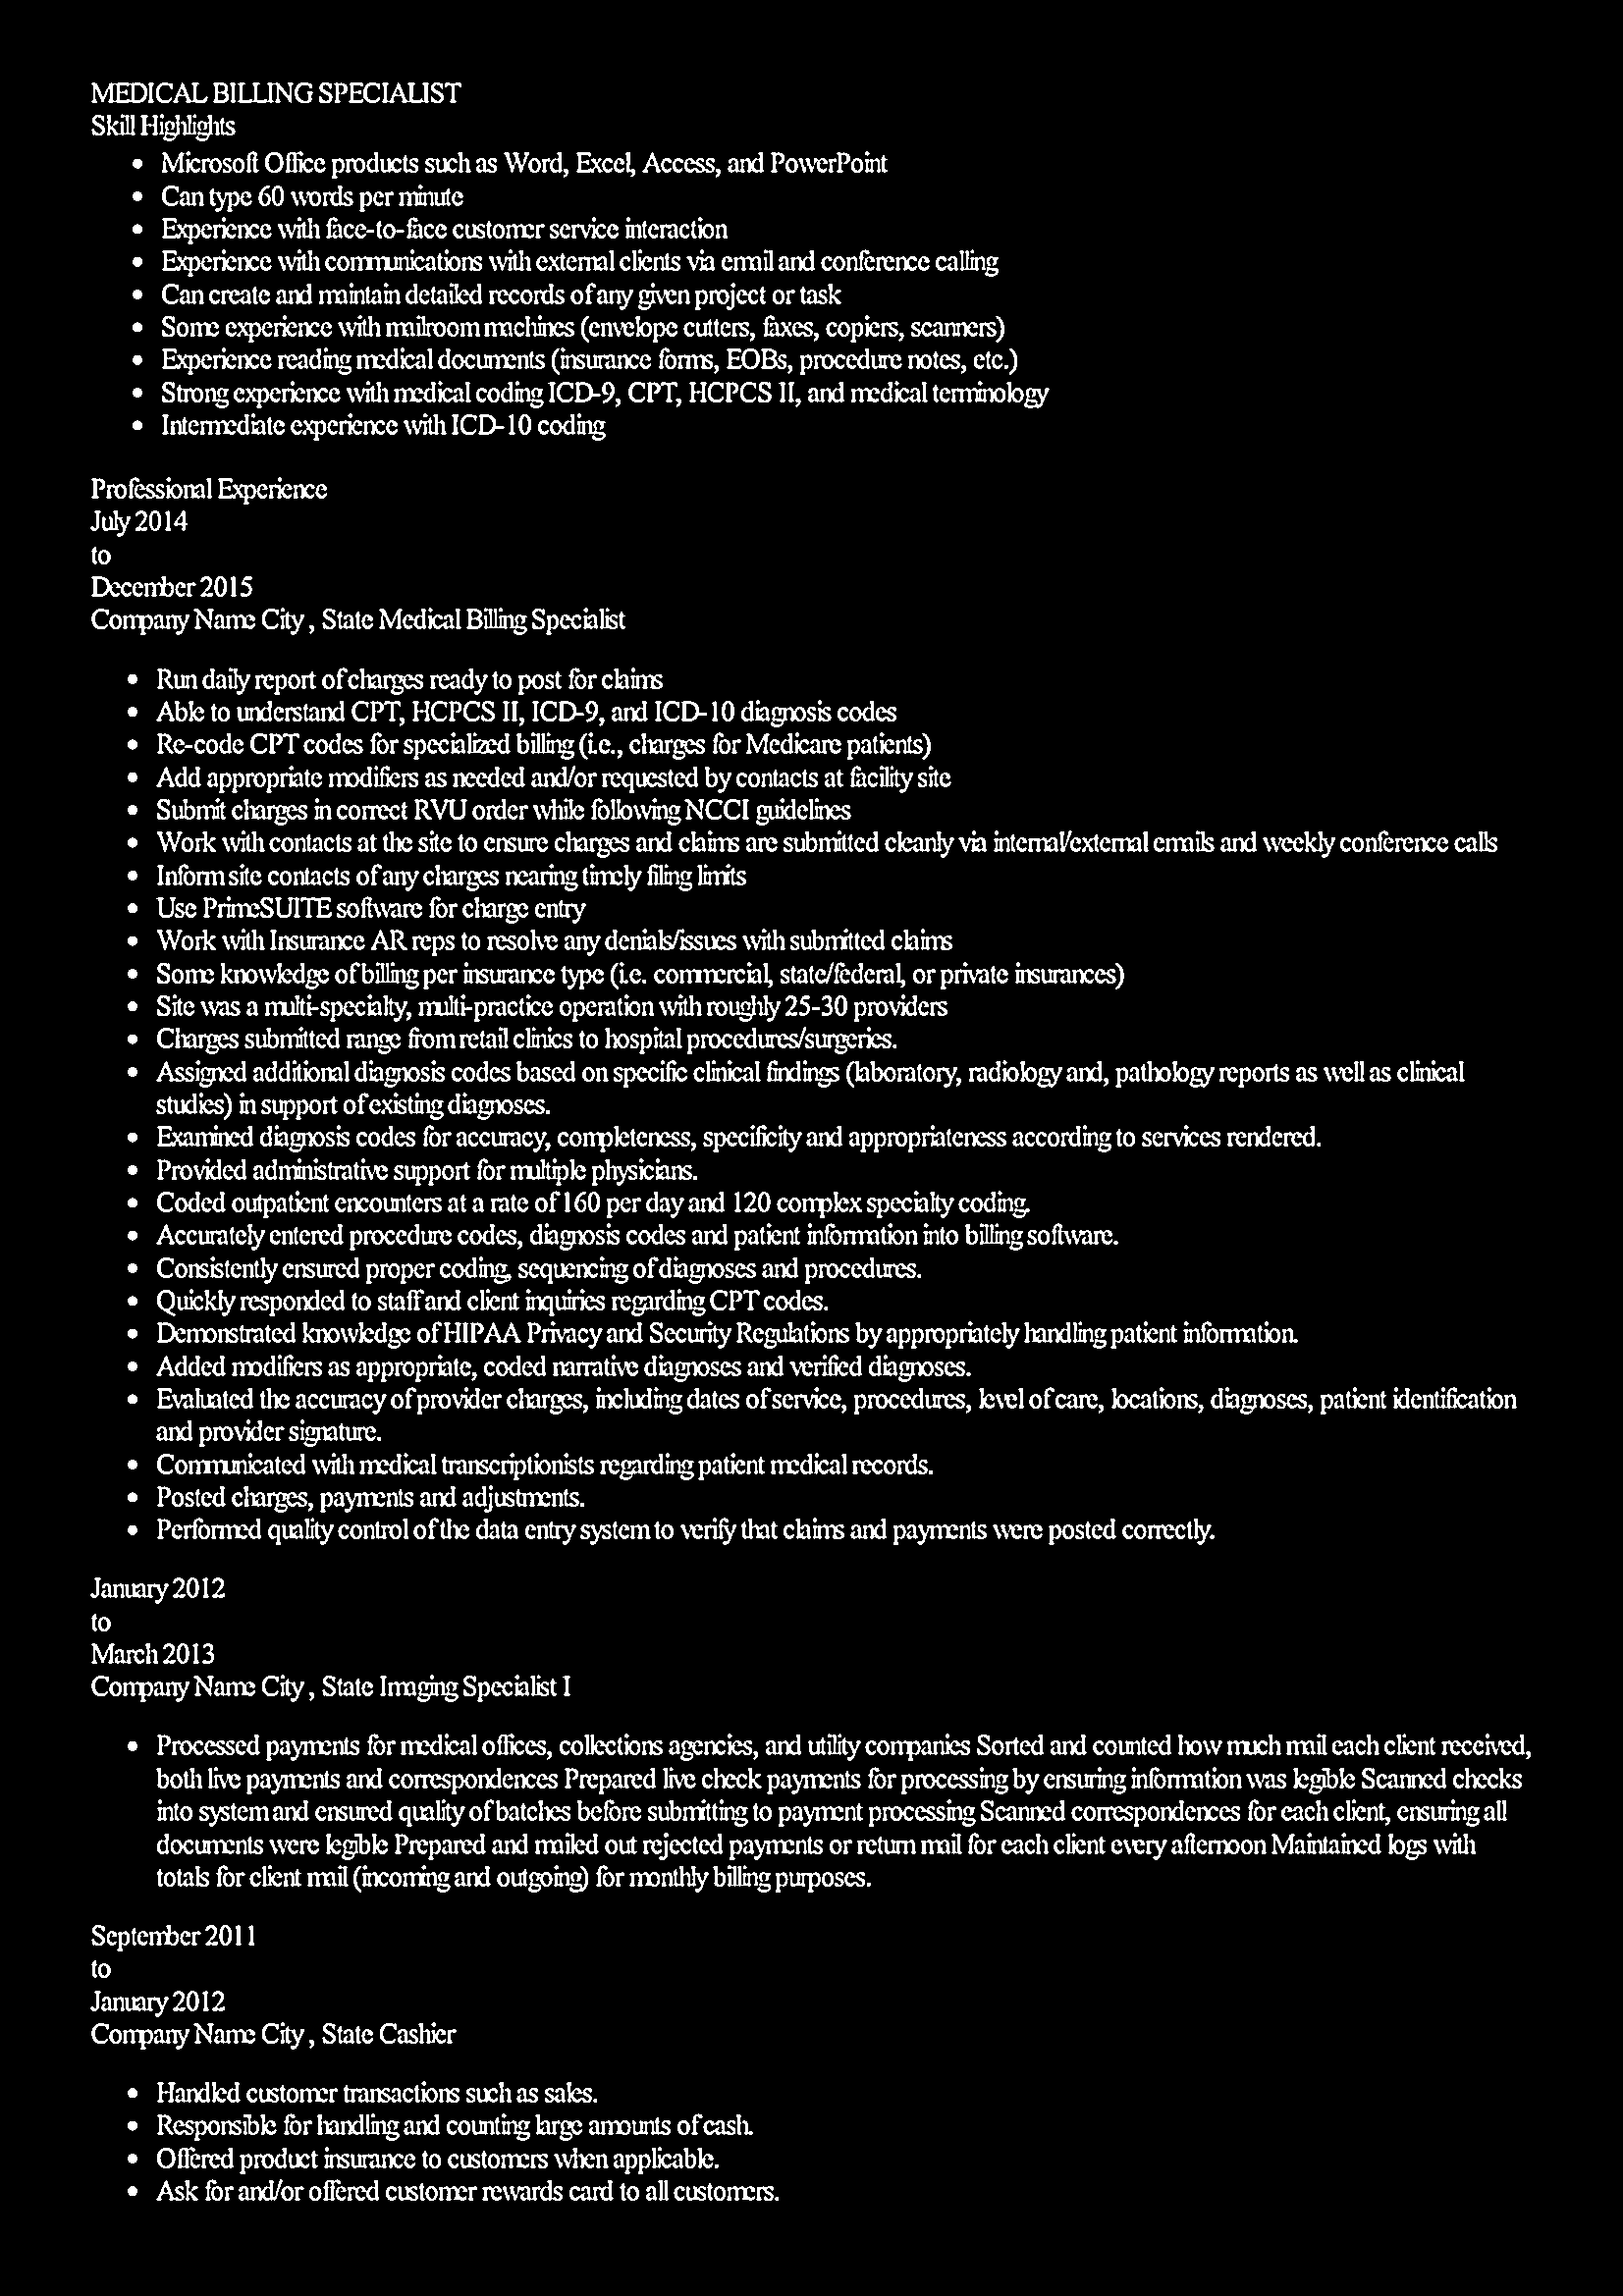 MEDICAL BILLING SPECIALIST
Skill Highlights
• Microsoft Office products such as Word, Excel, Access, and PowerPoint
• Can type 60 words per minute
• Experience with face-to-face customer service interaction
• Experience with communications with external clients via email and conference calling
• Can create and maintain detailed records of any given project or task
• Some experience with mailroom machines (envelope cutters, faxes, copiers, scanners)
• Experience reading medical documents (insurance forms, EOBs, procedure notes, etc.)
• Strong experience with medical coding ICD-9, CPT, HCPCS II, and medical terminology
• Intermediate experience with ICD-10 coding
Professional Experience
July 2014
to
December 2015
Company Name City , State Medical Billing Specialist
• Run daily report of charges ready to post for claims
• Able to understand CPT, HCPCS II, ICD-9, and ICD-10 diagnosis codes
• Re-code CPT codes for specialized billing (i.e., charges for Medicare patients)
• Add appropriate modifiers as needed and/or requested by contacts at facility site
• Submit charges in correct RVU order while following NCCI guidelines
• Work with contacts at the site to ensure charges and claims are submitted cleanly via internal/external emails and weekly conference calls
• Inform site contacts of any charges nearing timely filing limits
• Use PrimeSUITE software for charge entry
• Work with Insurance AR reps to resolve any denials/issues with submitted claims
• Some knowledge of billing per insurance type (i.e. commercial, state/federal, or private insurances)
• Site was a multi-specialty, multi-practice operation with roughly 25-30 providers
• Charges submitted range from retail clinics to hospital procedures/surgeries.
• Assigned additional diagnosis codes based on specific clinical findings (laboratory, radiology and, pathology reports as well as clinical
studies) in support of existing diagnoses.
• Examined diagnosis codes for accuracy, completeness, specificity and appropriateness according to services rendered.
• Provided administrative support for multiple physicians.
• Coded outpatient encounters at a rate of 160 per day and 120 complex specialty coding.
• Accurately entered procedure codes, diagnosis codes and patient information into billing software.
• Consistently ensured proper coding, sequencing of diagnoses and procedures.
• Quickly responded to staff and client inquiries regarding CPT codes.
• Demonstrated knowledge of HIPAA Privacy and Security Regulations by appropriately handling patient information.
• Added modifiers as appropriate, coded narrative diagnoses and verified diagnoses.
• Evaluated the accuracy of provider charges, including dates of service, procedures, level of care, locations, diagnoses, patient identification
and provider signature.
• Communicated with medical transcriptionists regarding patient medical records.
• Posted charges, payments and adjustments.
• Performed quality control of the data entry system to verify that claims and payments were posted correctly.
January 2012
to
March 2013
Company Name City , State Imaging Specialist I
• Processed payments for medical offices, collections agencies, and utility companies Sorted and counted how much mail each client received,
both live payments and correspondences Prepared live check payments for processing by ensuring information was legible Scanned checks
into system and ensured quality of batches before submitting to payment processing Scanned correspondences for each client, ensuring all
documents were legible Prepared and mailed out rejected payments or return mail for each client every afternoon Maintained logs with
totals for client mail (incoming and outgoing) for monthly billing purposes.
September 2011
to
January 2012
Company Name City , State Cashier
• Handled customer transactions such as sales.
• Responsible for handling and counting large amounts of cash.
• Offered product insurance to customers when applicable.
• Ask for and/or offered customer rewards card to all customers.